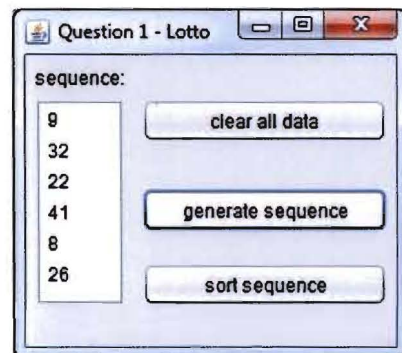 Question 1 - Lotto
sequence:
9
32
22
41
8
26
clear all data
generate sequence
sort sequence